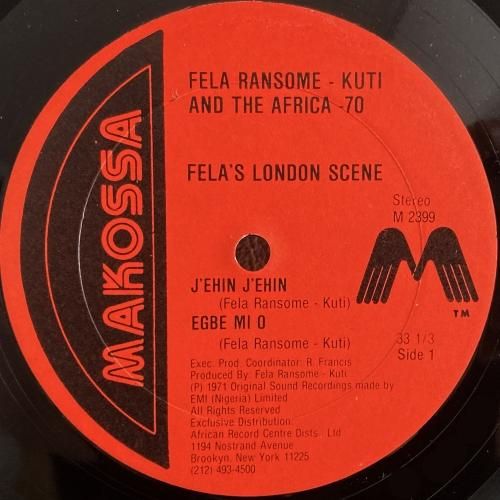 MAKOSSA
FELA RANSOME - KUTI
AND THE AFRICA -70
FELA'S LONDON SCENE
Stereo
M 2399
M
TM
J'EHIN J'EHIN
(Fela Ransome - Kuti)
EGBE MI O
(Fela Ransome - Kuti)
33 1/3
Side 1
Exec. Prod. Coordinator: R. Francis
Produced By: Fela Ransome - Kuti
(P) 1971 Original Sound Recordings made by
EMI (Nigeria) Limited
All Rights Reserved
Exclusive Distribution:
African Record Centre Dists. Ltd
1194 Nostrand Avenue
Brooklyn, New York 11225
(212) 493-4500